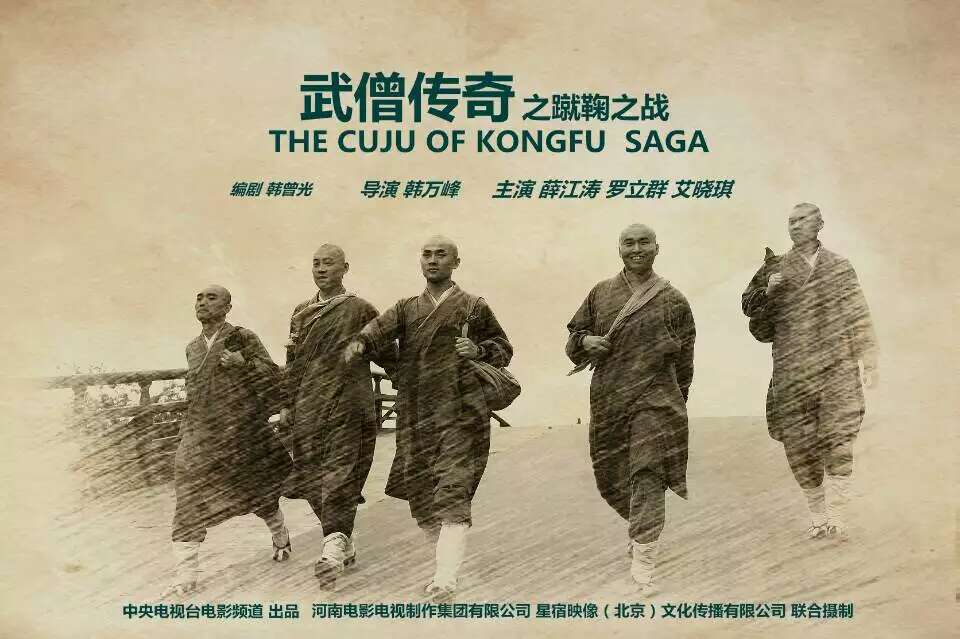 武僧传奇 之蹴鞠之战
THE CUJU OF KONGFU SAGA
编剧 韩曾光 导演 韩万峰 主演 薛江涛 罗立群 艾晓琪
中央电视台电影频道 出品 河南电影电视制作集团有限公司 星宿映像（北京）文化传播有限公司 联合摄制